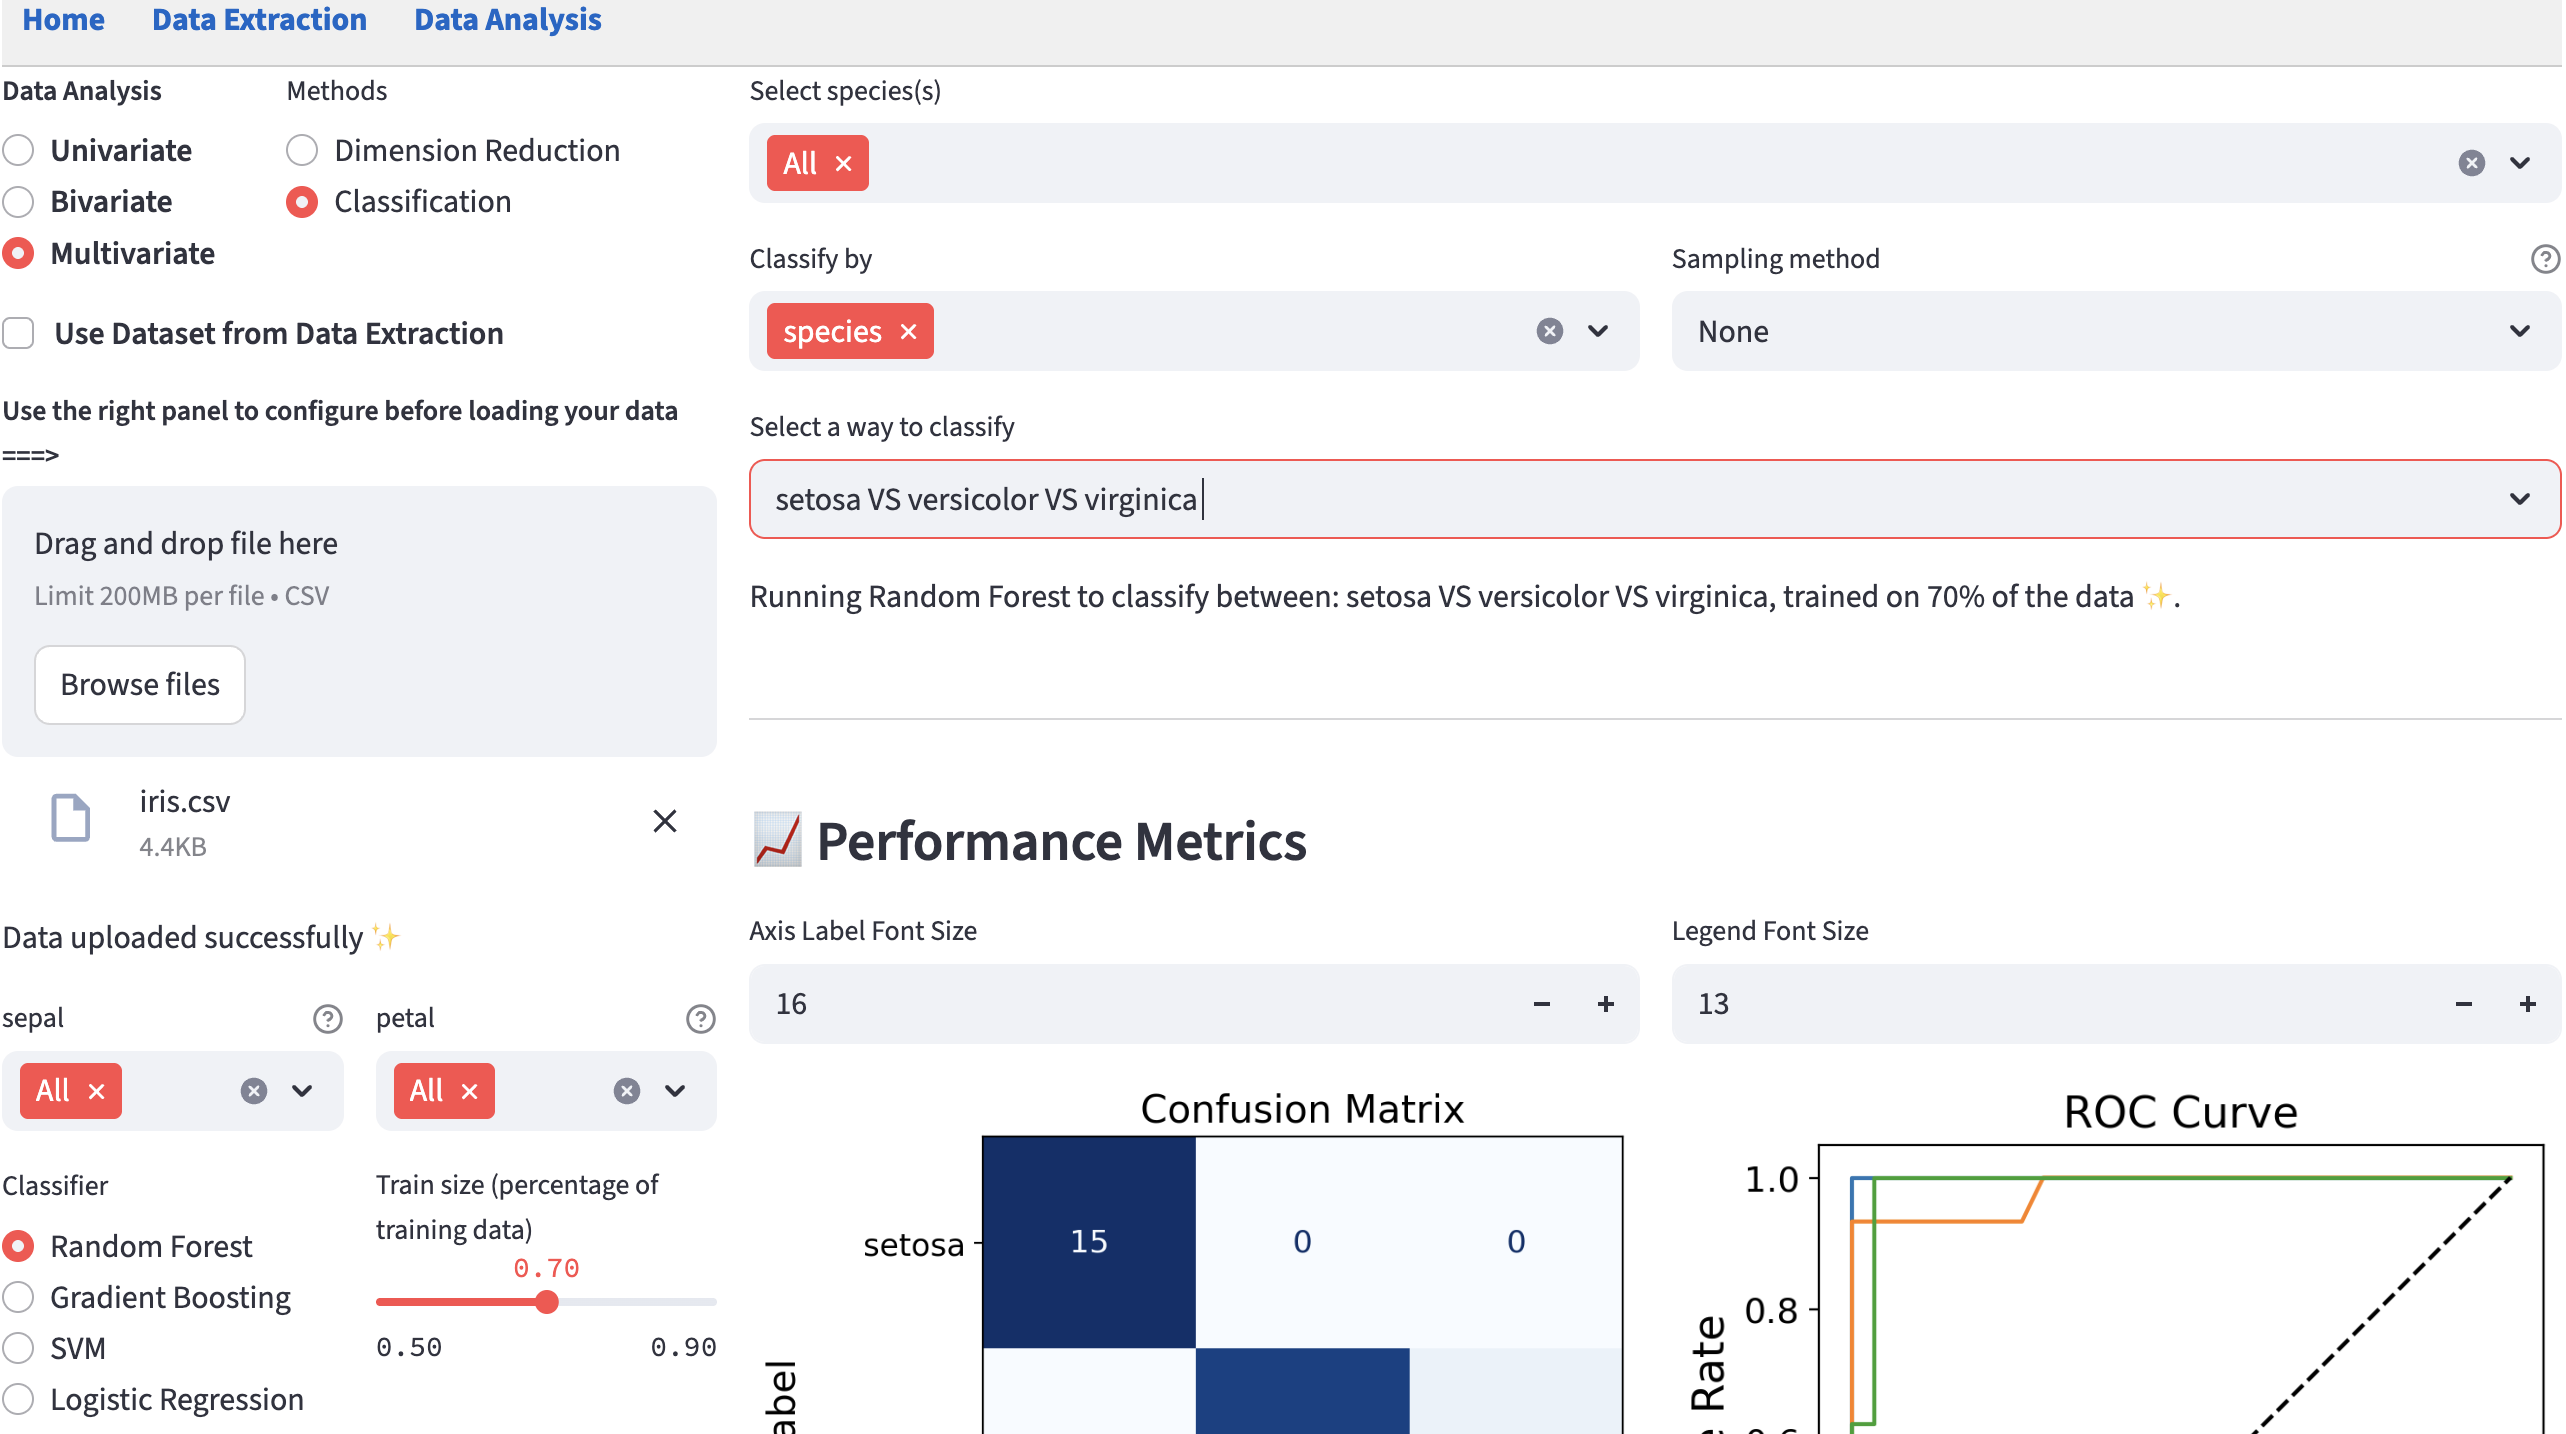 Home Data Extraction Data Analysis
Data Analysis
Univariate
Bivariate
Multivariate
Methods
Dimension Reduction
Classification
Use Dataset from Data Extraction
Use the right panel to configure before loading your data
===>
Drag and drop file here
Limit 200MB per file • CSV
Browse files
iris.csv
4.4KB
Data uploaded successfully ✨
sepal
All
petal
All
Classifier
Random Forest
Gradient Boosting
SVM
Logistic Regression
Train size (percentage of
training data)
0.70
0.50 0.90
Select species(s)
All
Classify by
species
Sampling method
None
Select a way to classify
setosa VS versicolor VS virginica
Running Random Forest to classify between: setosa VS versicolor VS virginica, trained on 70% of the data ✨.
📈 Performance Metrics
Axis Label Font Size
16
Legend Font Size
13
Confusion Matrix
setosa
15 0 0
ROC Curve
1.0
0.8
Rate